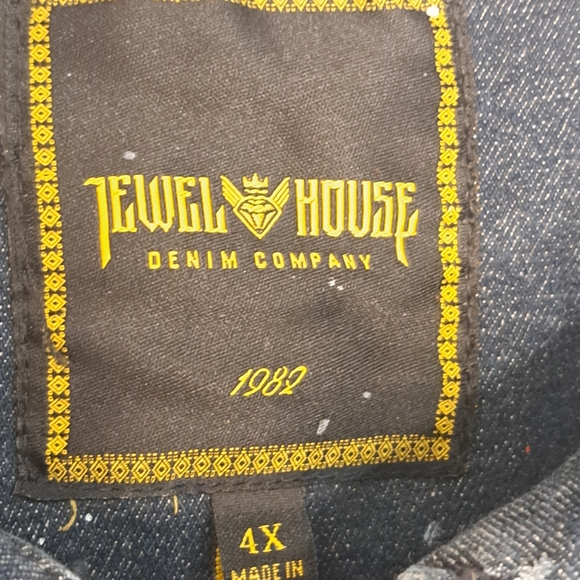 JEWEL HOUSE
DENIM COMPANY
1982
4X
MADE IN